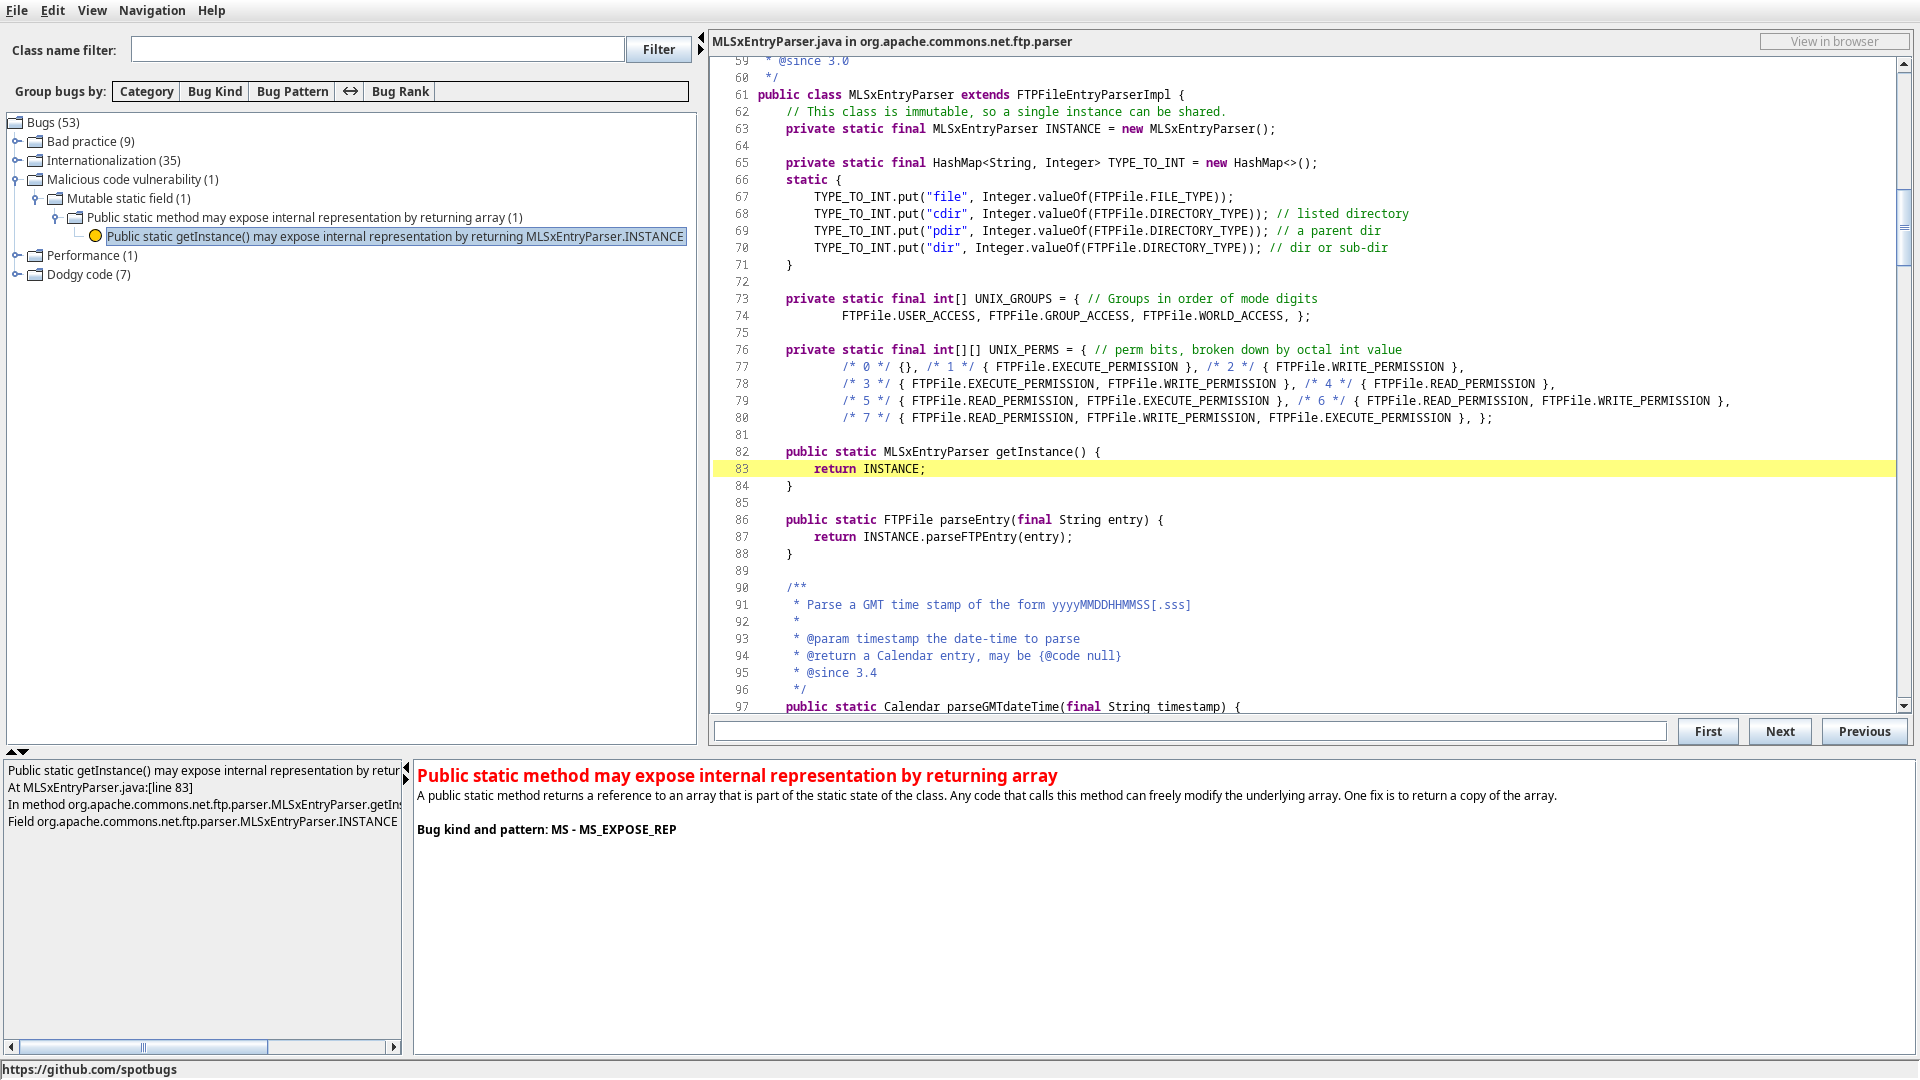 File Edit View Navigation Help
Class name filter: Filter
Group bugs by: Category Bug Kind Bug Pattern ↔ Bug Rank
Bugs (53)
Bad practice (9)
Internationalization (35)
Malicious code vulnerability (1)
Mutable static field (1)
Public static method may expose internal representation by returning array (1)
Public static getInstance() may expose internal representation by returning MLSxEntryParser.INSTANCE
Performance (1)
Dodgy code (7)
MLSxEntryParser.java in org.apache.commons.net.ftp.parser View in browser
59 * @since 3.0
60 */
61 public class MLSxEntryParser extends FTPFileEntryParserImpl {
62 // This class is immutable, so a single instance can be shared.
63 private static final MLSxEntryParser INSTANCE = new MLSxEntryParser();
64
65 private static final HashMap<String, Integer> TYPE_TO_INT = new HashMap<>();
66 static {
67 TYPE_TO_INT.put("file", Integer.valueOf(FTPFile.FILE_TYPE));
68 TYPE_TO_INT.put("cdir", Integer.valueOf(FTPFile.DIRECTORY_TYPE)); // listed directory
69 TYPE_TO_INT.put("pdir", Integer.valueOf(FTPFile.DIRECTORY_TYPE)); // a parent dir
70 TYPE_TO_INT.put("dir", Integer.valueOf(FTPFile.DIRECTORY_TYPE)); // dir or sub-dir
71 }
72
73 private static final int[] UNIX_GROUPS = { // Groups in order of mode digits
74 FTPFile.USER_ACCESS, FTPFile.GROUP_ACCESS, FTPFile.WORLD_ACCESS, };
75
76 private static final int[][] UNIX_PERMS = { // perm bits, broken down by octal int value
77 /* 0 */ {}, /* 1 */ { FTPFile.EXECUTE_PERMISSION }, /* 2 */ { FTPFile.WRITE_PERMISSION },
78 /* 3 */ { FTPFile.EXECUTE_PERMISSION, FTPFile.WRITE_PERMISSION }, /* 4 */ { FTPFile.READ_PERMISSION },
79 /* 5 */ { FTPFile.READ_PERMISSION, FTPFile.EXECUTE_PERMISSION }, /* 6 */ { FTPFile.READ_PERMISSION, FTPFile.WRITE_PERMISSION },
80 /* 7 */ { FTPFile.READ_PERMISSION, FTPFile.WRITE_PERMISSION, FTPFile.EXECUTE_PERMISSION }, };
81
82 public static MLSxEntryParser getInstance() {
83 return INSTANCE;
84 }
85
86 public static FTPFile parseEntry(final String entry) {
87 return INSTANCE.parseFTPEntry(entry);
88 }
89
90 /**
91 * Parse a GMT time stamp of the form yyyyMMDDHHMMSS[.sss]
92 *
93 * @param timestamp the date-time to parse
94 * @return a Calendar entry, may be {@code null}
95 * @since 3.4
96 */
97 public static Calendar parseGMTdateTime(final String timestamp) {
First Next Previous
Public static getInstance() may expose internal representation by retur
At MLSxEntryParser.java:[line 83]
In method org.apache.commons.net.ftp.parser.MLSxEntryParser.getIns
Field org.apache.commons.net.ftp.parser.MLSxEntryParser.INSTANCE
Public static method may expose internal representation by returning array
A public static method returns a reference to an array that is part of the static state of the class. Any code that calls this method can freely modify the underlying array. One fix is to return a copy of the array.
Bug kind and pattern: MS - MS_EXPOSE_REP
https://github.com/spotbugs